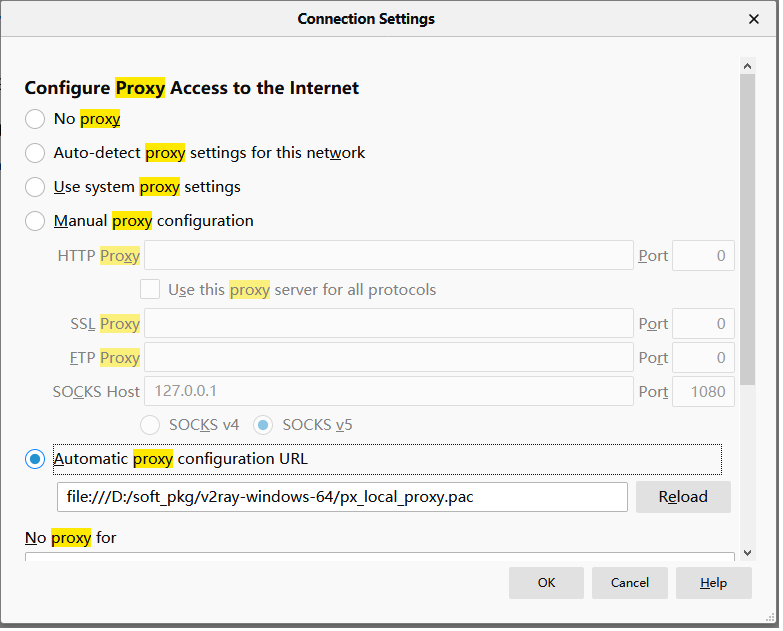 Connection Settings
Configure Proxy Access to the Internet
No proxy
Auto-detect proxy settings for this network
Use system proxy settings
Manual proxy configuration
HTTP Proxy Port 0
Use this proxy server for all protocols
SSL Proxy Port 0
FTP Proxy Port 0
SOCKS Host 127.0.0.1 Port 1080
SOCKS v4 SOCKS v5
Automatic proxy configuration URL
file:///D:/soft_pkg/v2ray-windows-64/px_local_proxy.pac Reload
No proxy for
OK Cancel Help